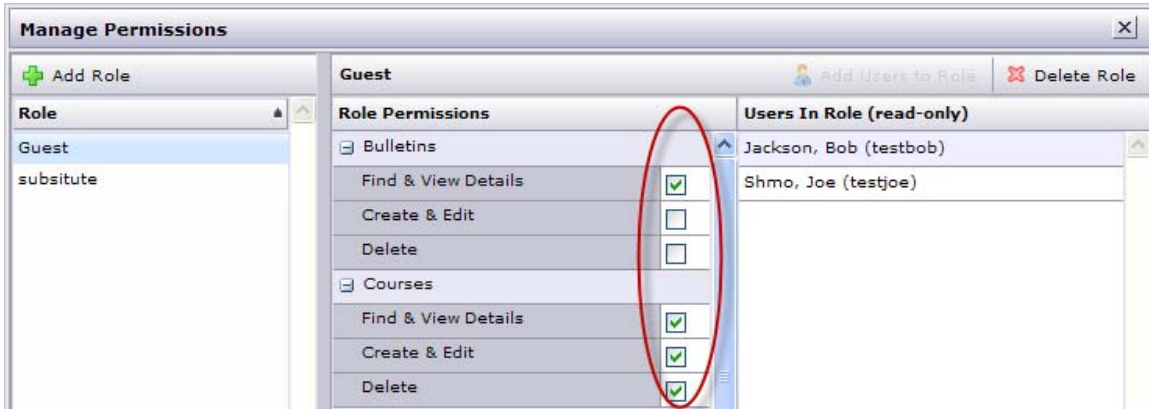 Manage Permissions
Add Role
Guest
Add Users to Role
Delete Role
Role
Role Permissions
Users In Role (read-only)
Guest
Bulletins
Jackson, Bob (testbob)
subsitute
Find & View Details
Shmo, Joe (testjoe)
Create & Edit
Delete
Courses
Find & View Details
Create & Edit
Delete